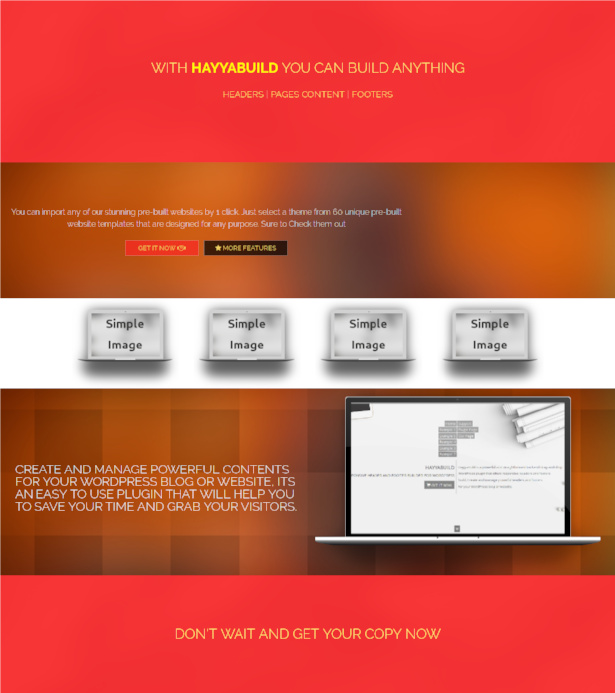 WITH HAYYABUILD YOU CAN BUILD ANYTHING
HEADERS | PAGES CONTENT | FOOTERS
You can import any of our stunning pre-built websites by 1 click. Just select a theme from 60 unique pre-built
website templates that are designed for any purpose. Sure to Check them out
GET IT NOW
MORE FEATURES
Simple
Image
Simple
Image
Simple
Image
Simple
Image
CREATE AND MANAGE POWERFUL CONTENTS
FOR YOUR WORDPRESS BLOG OR WEBSITE, ITS
AN EASY TO USE PLUGIN THAT WILL HELP YOU
TO SAVE YOUR TIME AND GRAB YOUR VISITORS.
HAYYABUILD
DON'T WAIT AND GET YOUR COPY NOW